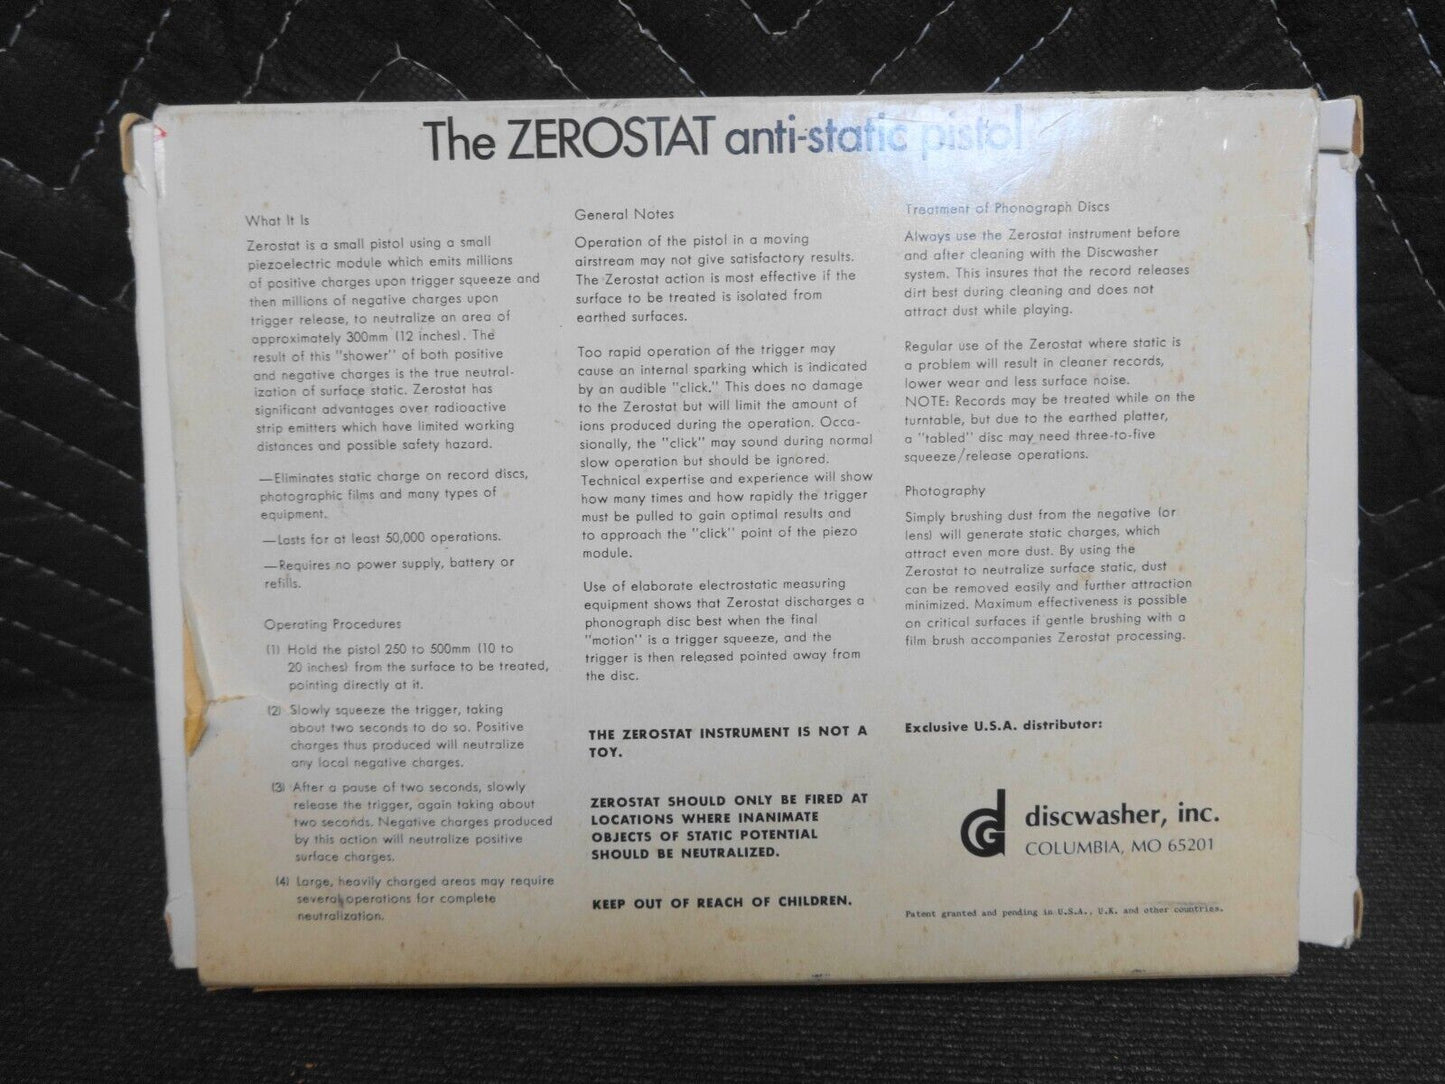 The ZEROSTAT anti-static pistol
What It Is
Zerostat is a small pistol using a small
piezoelectric module which emits millions
of positive charges upon trigger squeeze and
then millions of negative charges upon
trigger release, to neutralize an area of
approximately 300mm (12 inches). The
result of this "shower" of both positive
and negative charges is the true neutral-
ization of surface static. Zerostat has
significant advantages over radioactive
strip emitters which have limited working
distances and possible safety hazard.
—Eliminates static charge on record discs,
photographic films and many types of
equipment.
—Lasts for at least 50,000 operations.
—Requires no power supply, battery or
refills.
Operating Procedures
(1) Hold the pistol 250 to 500mm (10 to
20 inches) from the surface to be treated,
pointing directly at it.
(2) Slowly squeeze the trigger, taking
about two seconds to do so. Positive
charges thus produced will neutralize
any local negative charges.
(3) After a pause of two seconds, slowly
release the trigger, again taking about
two seconds. Negative charges produced
by this action will neutralize positive
surface charges.
(4) Large, heavily charged areas may require
several operations for complete
neutralization.
General Notes
Operation of the pistol in a moving
airstream may not give satisfactory results.
The Zerostat action is most effective if the
surface to be treated is isolated from
earthed surfaces.
Too rapid operation of the trigger may
cause an internal sparking which is indicated
by an audible "click." This does no damage
to the Zerostat but will limit the amount of
ions produced during the operation. Occa-
sionally, the "click" may sound during normal
slow operation but should be ignored.
Technical expertise and experience will show
how many times and how rapidly the trigger
must be pulled to gain optimal results and
to approach the "click" point of the piezo
module.
Use of elaborate electrostatic measuring
equipment shows that Zerostat discharges a
phonograph disc best when the final
"motion" is a trigger squeeze, and the
trigger is then released pointed away from
the disc.
THE ZEROSTAT INSTRUMENT IS NOT A
TOY.
ZEROSTAT SHOULD ONLY BE FIRED AT
LOCATIONS WHERE INANIMATE
OBJECTS OF STATIC POTENTIAL
SHOULD BE NEUTRALIZED.
KEEP OUT OF REACH OF CHILDREN.
Treatment of Phonograph Discs
Always use the Zerostat instrument before
and after cleaning with the Discwasher
system. This insures that the record releases
dirt best during cleaning and does not
attract dust while playing.
Regular use of the Zerostat where static is
a problem will result in cleaner records,
lower wear and less surface noise.
NOTE: Records may be treated while on the
turntable, but due to the earthed platter,
a "tabled" disc may need three-to-five
squeeze/release operations.
Photography
Simply brushing dust from the negative (or
lens) will generate static charges, which
attract even more dust. By using the
Zerostat to neutralize surface static, dust
can be removed easily and further attraction
minimized. Maximum effectiveness is possible
on critical surfaces if gentle brushing with a
film brush accompanies Zerostat processing.
Exclusive U.S.A. distributor:
discwasher, inc.
COLUMBIA, MO 65201
Patent granted and pending in U.S.A., U.K. and other countries.